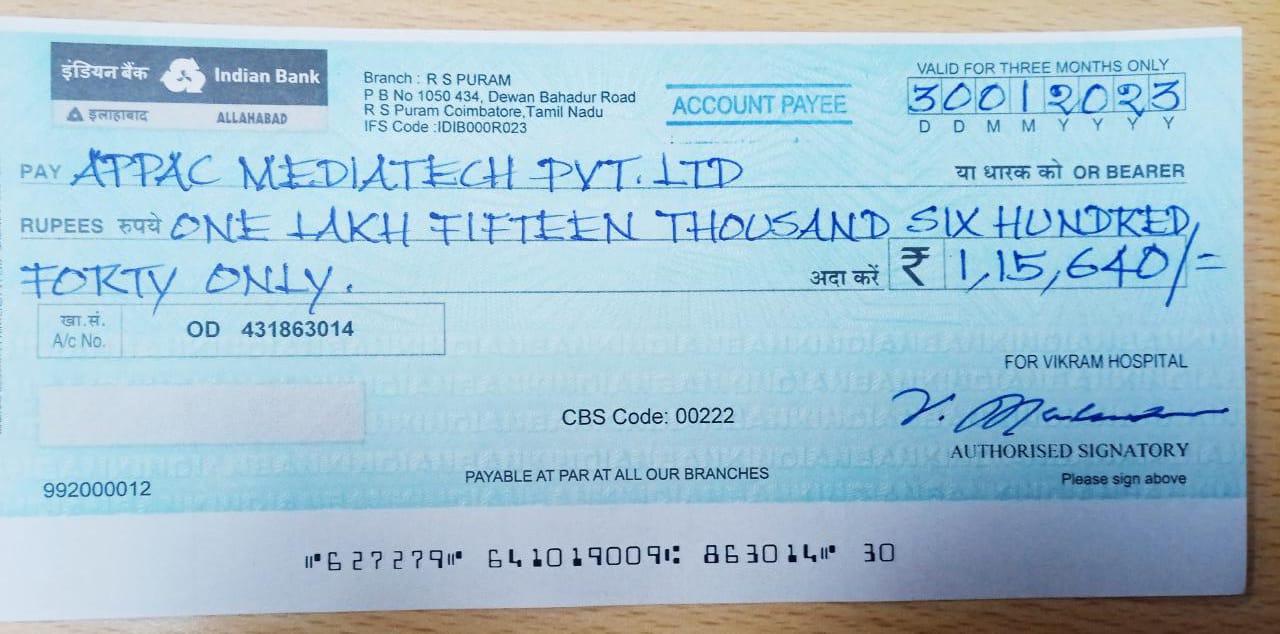 इंडियन बैंक Indian Bank
इलाहाबाद ALLAHABAD
Branch : R S PURAM
P B No 1050 434, Dewan Bahadur Road
R S Puram Coimbatore,Tamil Nadu
IFS Code :IDIB000R023
ACCOUNT PAYEE
VALID FOR THREE MONTHS ONLY
30012023
D D M M Y Y Y Y
PAY APPAC MEDIATECH PVT. LTD या धारक को OR BEARER
RUPEES रुपये ONE LAKH FIFTEEN THOUSAND SIX HUNDRED
FORTY ONLY. अदा करें ₹ 1,15,640/=
खा.सं.
A/c No. OD 431863014
FOR VIKRAM HOSPITAL
CBS Code: 00222
AUTHORISED SIGNATORY
Please sign above
PAYABLE AT PAR AT ALL OUR BRANCHES
992000012
⑈627279⑈ 641019009⑆ 863014⑈ 30